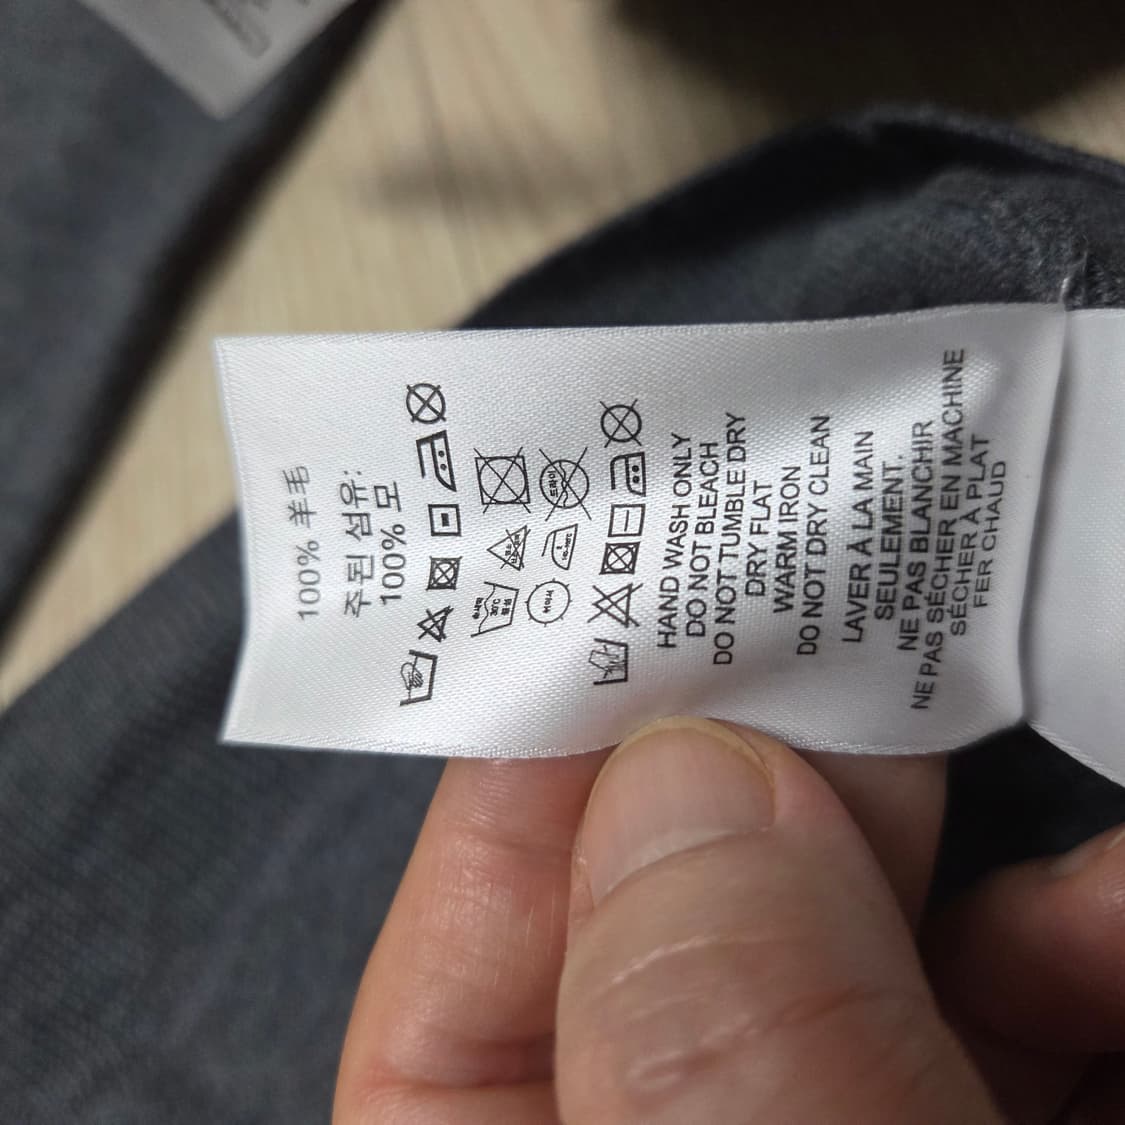 100% 羊毛
주된 섬유:
100% 모
HAND WASH ONLY
DO NOT BLEACH
DO NOT TUMBLE DRY
DRY FLAT
WARM IRON
DO NOT DRY CLEAN
LAVER À LA MAIN
SEULEMENT.
NE PAS BLANCHIR
NE PAS SÉCHER EN MACHINE
SÉCHER À PLAT
FER CHAUD